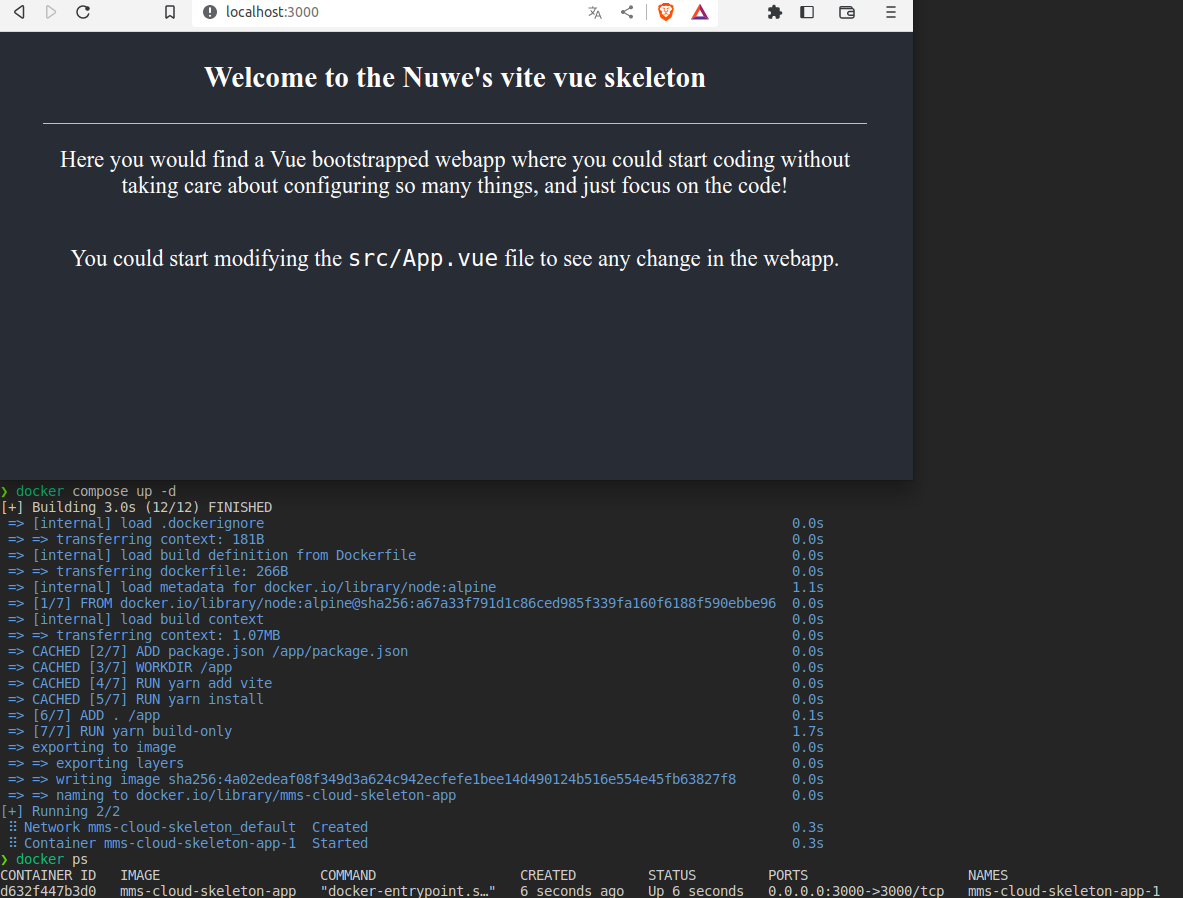 localhost:3000
Welcome to the Nuwe's vite vue skeleton
Here you would find a Vue bootstrapped webapp where you could start coding without
taking care about configuring so many things, and just focus on the code!
You could start modifying the src/App.vue file to see any change in the webapp.
❯ docker compose up -d
[+] Building 3.0s (12/12) FINISHED
=> [internal] load .dockerignore 0.0s
=> => transferring context: 181B 0.0s
=> [internal] load build definition from Dockerfile 0.0s
=> => transferring dockerfile: 266B 0.0s
=> [internal] load metadata for docker.io/library/node:alpine 1.1s
=> [1/7] FROM docker.io/library/node:alpine@sha256:a67a33f791d1c86ced985f339fa160f6188f590ebbe96 0.0s
=> [internal] load build context 0.0s
=> => transferring context: 1.07MB 0.0s
=> CACHED [2/7] ADD package.json /app/package.json 0.0s
=> CACHED [3/7] WORKDIR /app 0.0s
=> CACHED [4/7] RUN yarn add vite 0.0s
=> CACHED [5/7] RUN yarn install 0.0s
=> [6/7] ADD . /app 0.1s
=> [7/7] RUN yarn build-only 1.7s
=> exporting to image 0.0s
=> => exporting layers 0.0s
=> => writing image sha256:4a02edeaf08f349d3a624c942ecfefe1bee14d490124b516e554e45fb63827f8 0.0s
=> => naming to docker.io/library/mms-cloud-skeleton-app 0.0s
[+] Running 2/2
⠿ Network mms-cloud-skeleton_default Created 0.3s
⠿ Container mms-cloud-skeleton-app-1 Started 0.3s
❯ docker ps
CONTAINER ID IMAGE COMMAND CREATED STATUS PORTS NAMES
d632f447b3d0 mms-cloud-skeleton-app "docker-entrypoint.s…" 6 seconds ago Up 6 seconds 0.0.0.0:3000->3000/tcp mms-cloud-skeleton-app-1